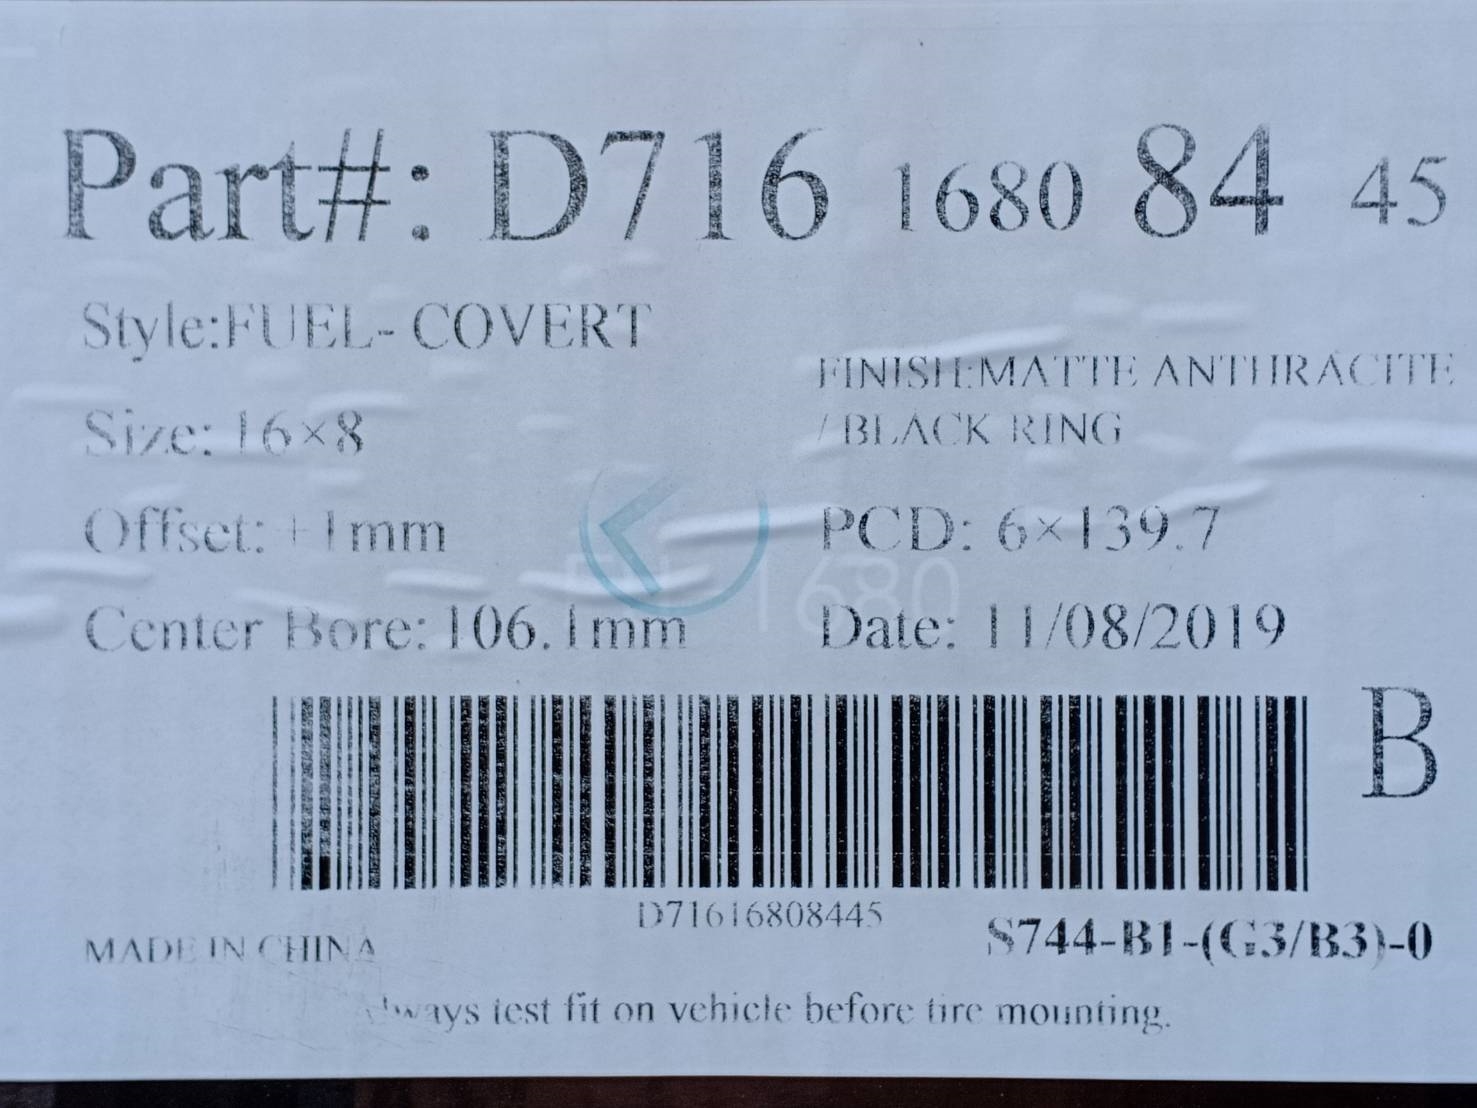 Part#: D716 1680 84 45
Style:FUEL- COVERT
FINISH:MATTE ANTHRACITE
/ BLACK RING
Size: 16×8
Offset: +1mm
PCD: 6×139.7
Center Bore: 106.1mm
Date: 11/08/2019
B
D71616808445
S744-B1-(G3/B3)-0
MADE IN CHINA
Always test fit on vehicle before tire mounting.